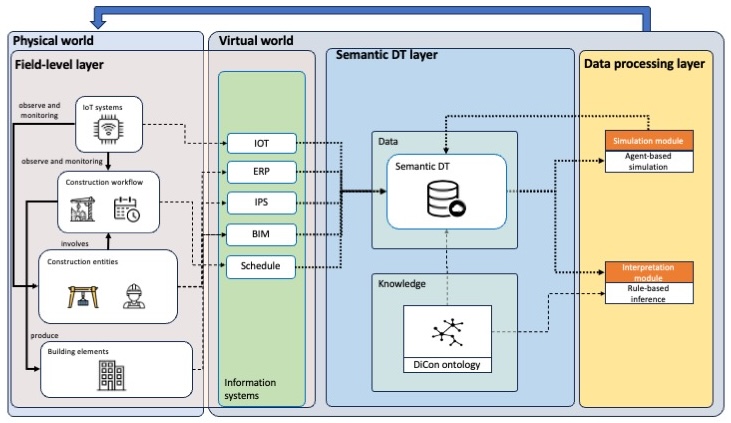 Physical world
Virtual world
Field-level layer
Semantic DT layer
Data processing layer
observe and
monitoring
IoT systems
observe and monitoring
Construction workflow
involves
Construction entities
produce
Building elements
IOT
ERP
IPS
BIM
Schedule
Information
systems
Data
Semantic DT
Knowledge
DiCon ontology
Simulation module
Agent-based
simulation
Interpretation
module
Rule-based
inference